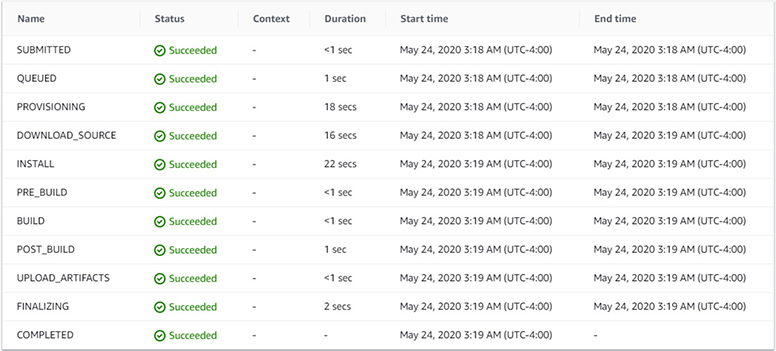 Name Status Context Duration Start time End time
SUBMITTED Succeeded - <1 sec May 24, 2020 3:18 AM (UTC-4:00) May 24, 2020 3:18 AM (UTC-4:00)
QUEUED Succeeded - 1 sec May 24, 2020 3:18 AM (UTC-4:00) May 24, 2020 3:18 AM (UTC-4:00)
PROVISIONING Succeeded - 18 secs May 24, 2020 3:18 AM (UTC-4:00) May 24, 2020 3:18 AM (UTC-4:00)
DOWNLOAD_SOURCE Succeeded - 16 secs May 24, 2020 3:18 AM (UTC-4:00) May 24, 2020 3:19 AM (UTC-4:00)
INSTALL Succeeded - 22 secs May 24, 2020 3:19 AM (UTC-4:00) May 24, 2020 3:19 AM (UTC-4:00)
PRE_BUILD Succeeded - <1 sec May 24, 2020 3:19 AM (UTC-4:00) May 24, 2020 3:19 AM (UTC-4:00)
BUILD Succeeded - <1 sec May 24, 2020 3:19 AM (UTC-4:00) May 24, 2020 3:19 AM (UTC-4:00)
POST_BUILD Succeeded - 1 sec May 24, 2020 3:19 AM (UTC-4:00) May 24, 2020 3:19 AM (UTC-4:00)
UPLOAD_ARTIFACTS Succeeded - <1 sec May 24, 2020 3:19 AM (UTC-4:00) May 24, 2020 3:19 AM (UTC-4:00)
FINALIZING Succeeded - 2 secs May 24, 2020 3:19 AM (UTC-4:00) May 24, 2020 3:19 AM (UTC-4:00)
COMPLETED Succeeded - - May 24, 2020 3:19 AM (UTC-4:00) -